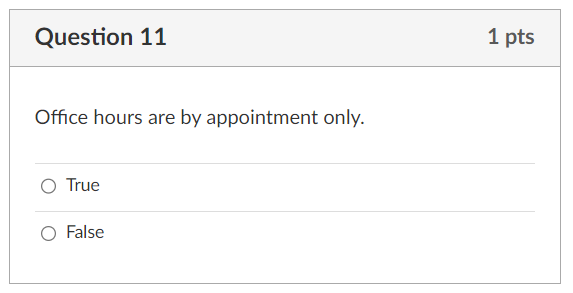 Question 11
1 pts
Office hours are by appointment only.
True
False